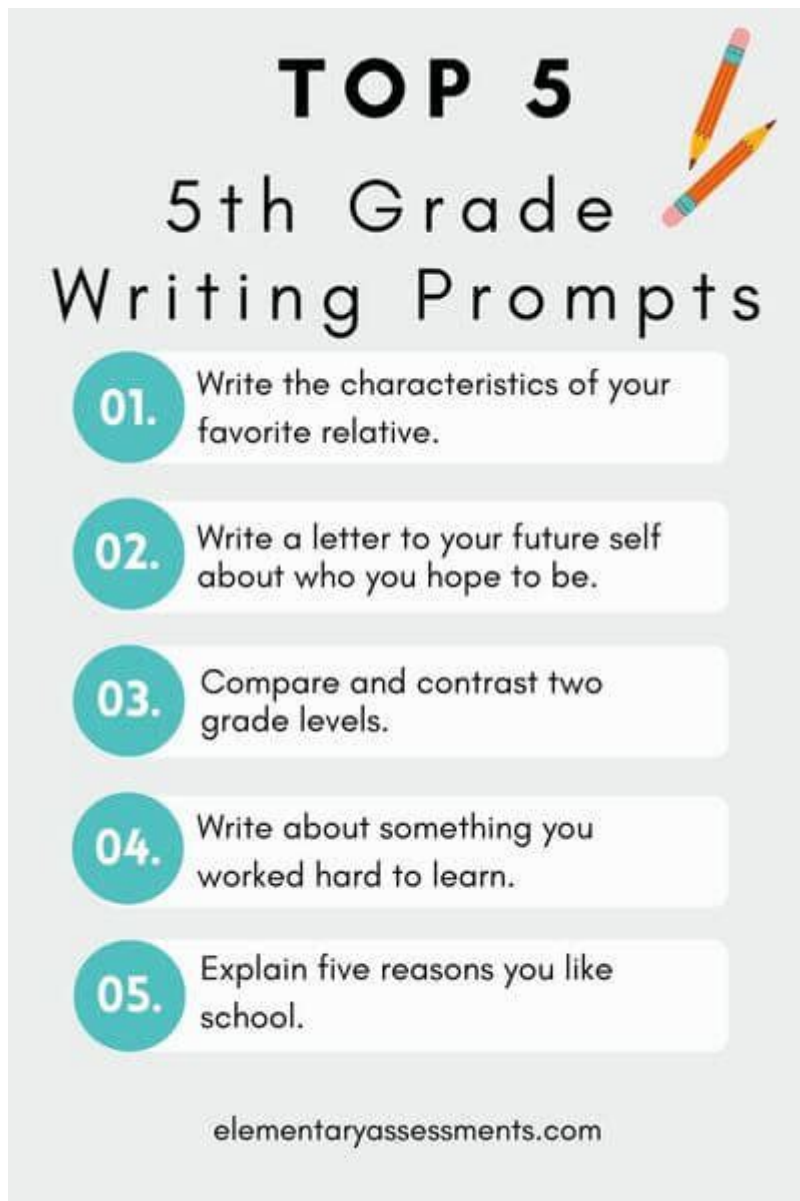 TOP 5
5th Grade
Writing Prompts
01.
Write the characteristics of your
favorite relative.
02.
Write a letter to your future self
about who you hope to be.
03.
Compare and contrast two
grade levels.
04.
Write about something you
worked hard to learn.
05.
Explain five reasons you like
school.
elementaryassessments.com